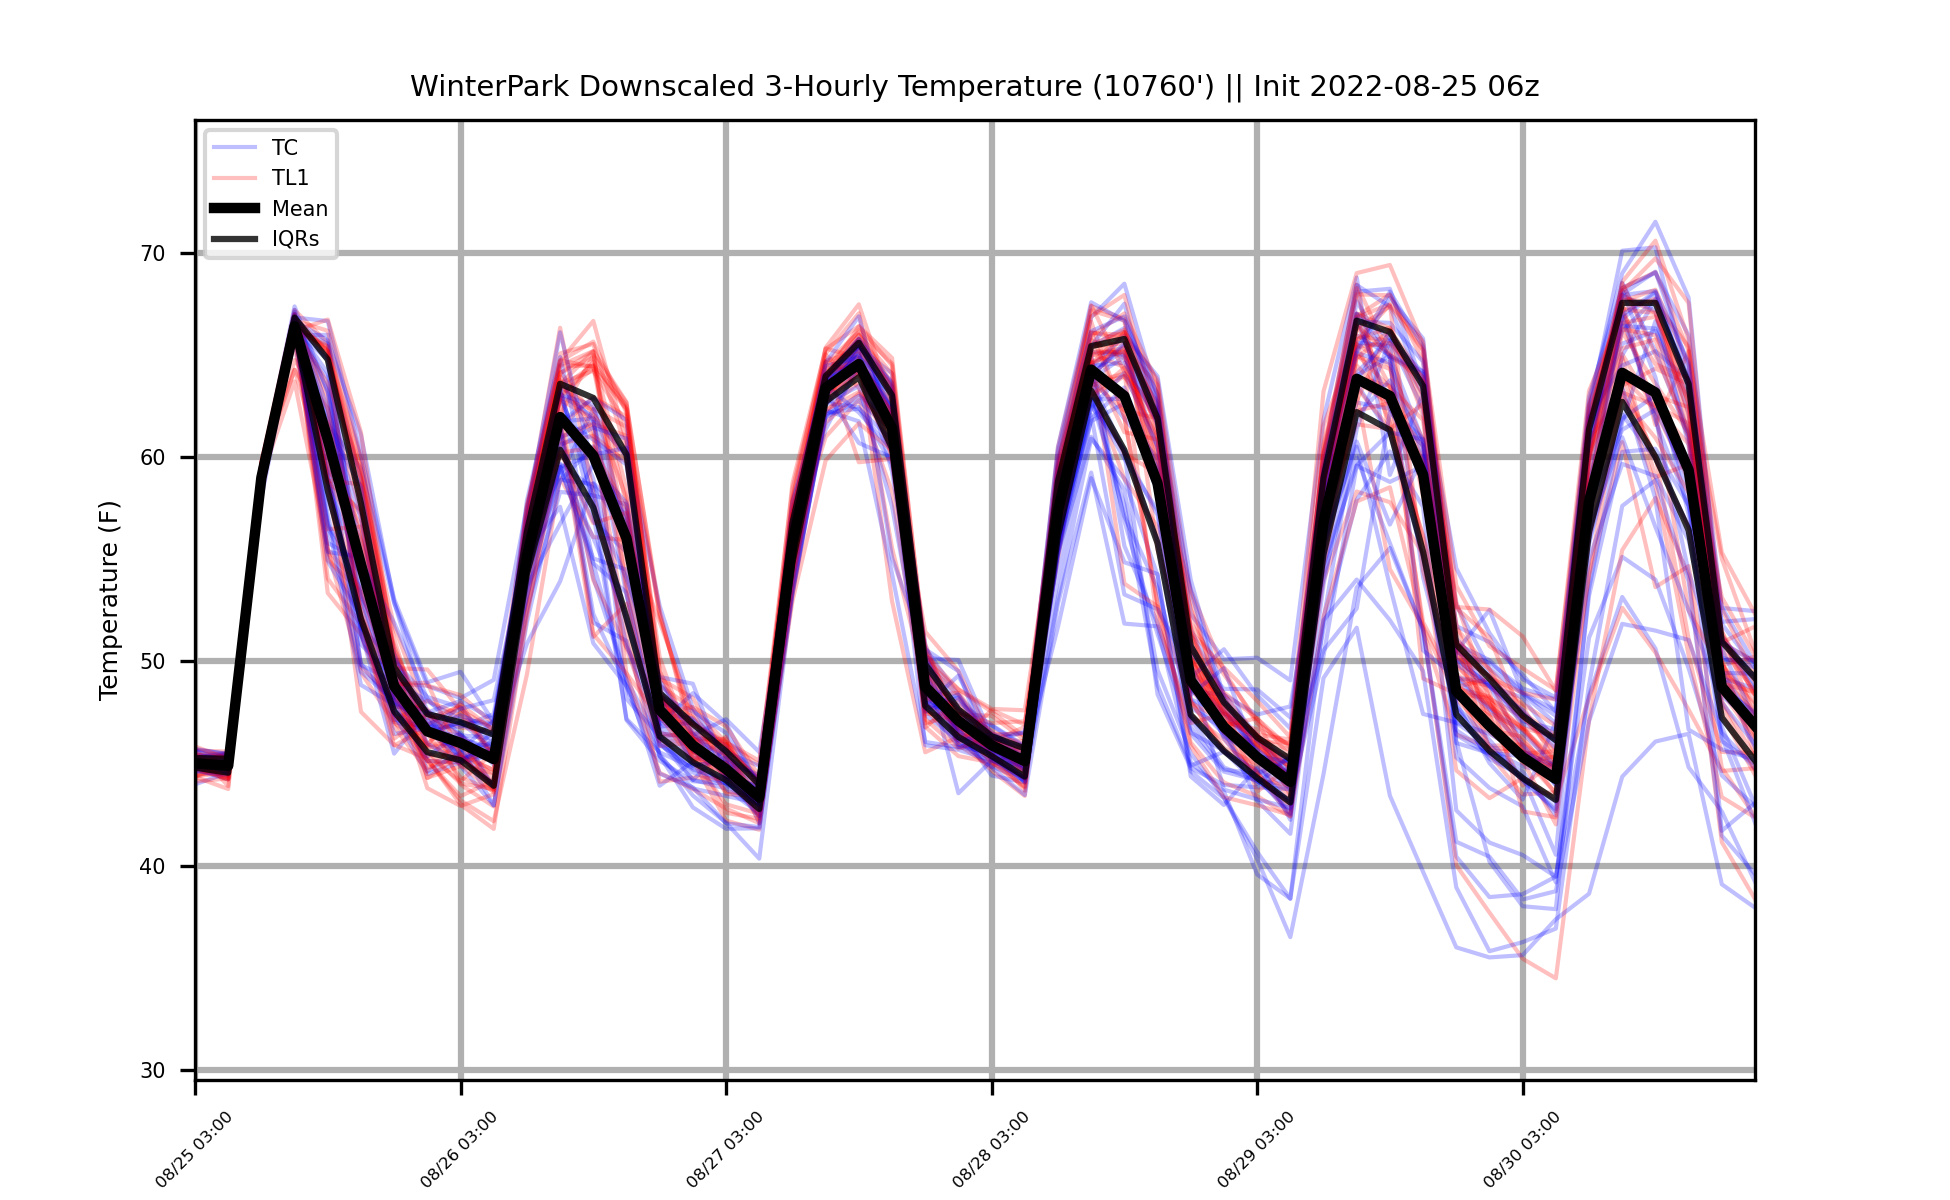 WinterPark Downscaled 3-Hourly Temperature (10760') || Init 2022-08-25 06z
TC
TL1
Mean
IQRs
Temperature (F)
70
60
50
40
30
08/25 03:00
08/26 03:00
08/27 03:00
08/28 03:00
08/29 03:00
08/30 03:00